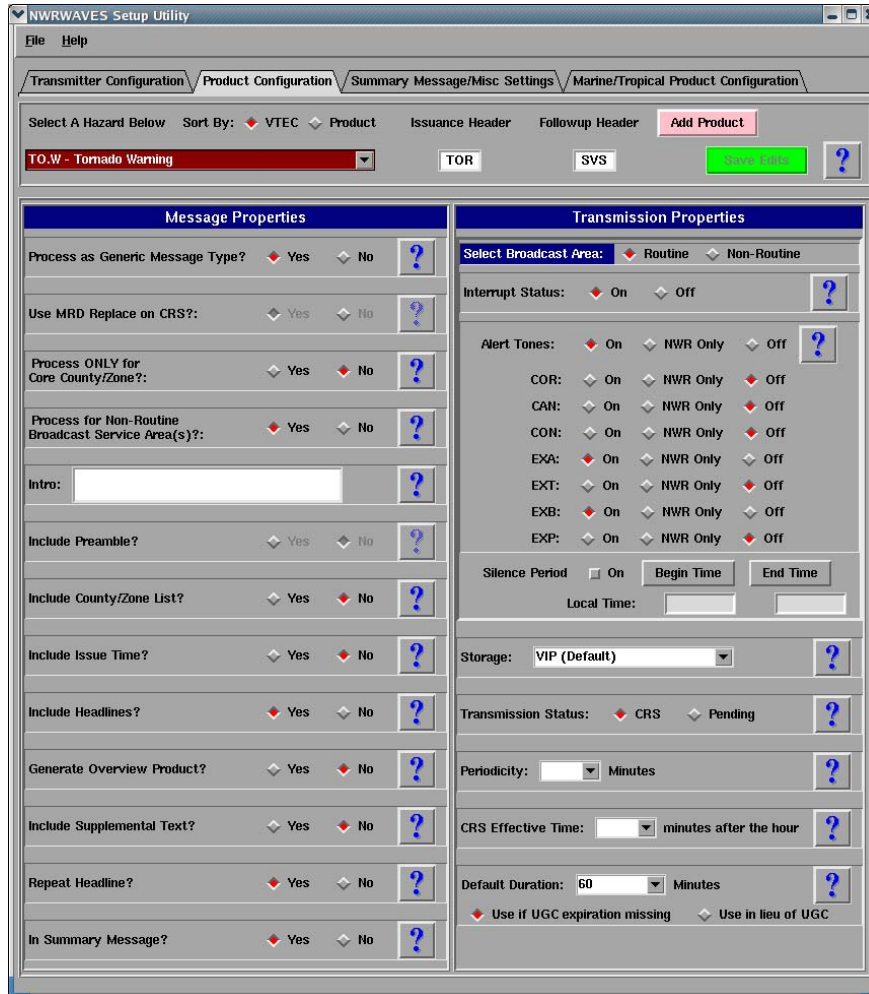 NWRWAVES Setup Utility
File Help
Transmitter Configuration Product Configuration Summary Message/Misc Settings Marine/Tropical Product Configuration
Select A Hazard Below Sort By: VTEC Product Issuance Header Followup Header Add Product
TO.W - Tornado Warning TOR SVS Save Edits ?
Message Properties
Process as Generic Message Type? Yes No ?
Use MRD Replace on CRS?: Yes No ?
Process ONLY for
Core County/Zone?: Yes No ?
Process for Non-Routine
Broadcast Service Area(s)?: Yes No ?
Intro: ?
Include Preamble? Yes No ?
Include County/Zone List? Yes No ?
Include Issue Time? Yes No ?
Include Headlines? Yes No ?
Generate Overview Product? Yes No ?
Include Supplemental Text? Yes No ?
Repeat Headline? Yes No ?
In Summary Message? Yes No ?
Transmission Properties
Select Broadcast Area: Routine Non-Routine
Interrupt Status: On Off ?
Alert Tones: On NWR Only Off ?
COR: On NWR Only Off
CAN: On NWR Only Off
CON: On NWR Only Off
EXA: On NWR Only Off
EXT: On NWR Only Off
EXB: On NWR Only Off
EXP: On NWR Only Off
Silence Period On Begin Time End Time
Local Time:
Storage: VIP (Default) ?
Transmission Status: CRS Pending ?
Periodicity: Minutes ?
CRS Effective Time: minutes after the hour ?
Default Duration: 60 Minutes ?
Use if UGC expiration missing Use in lieu of UGC